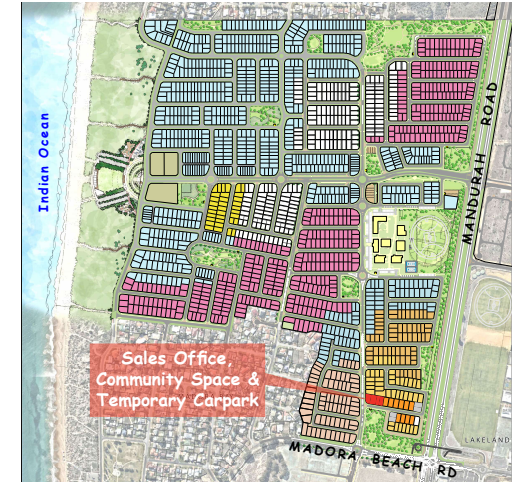 Indian Ocean
MANDURAH ROAD
Sales Office,
Community Space &
Temporary Carpark
LAKELAND
MADORA BEACH RD